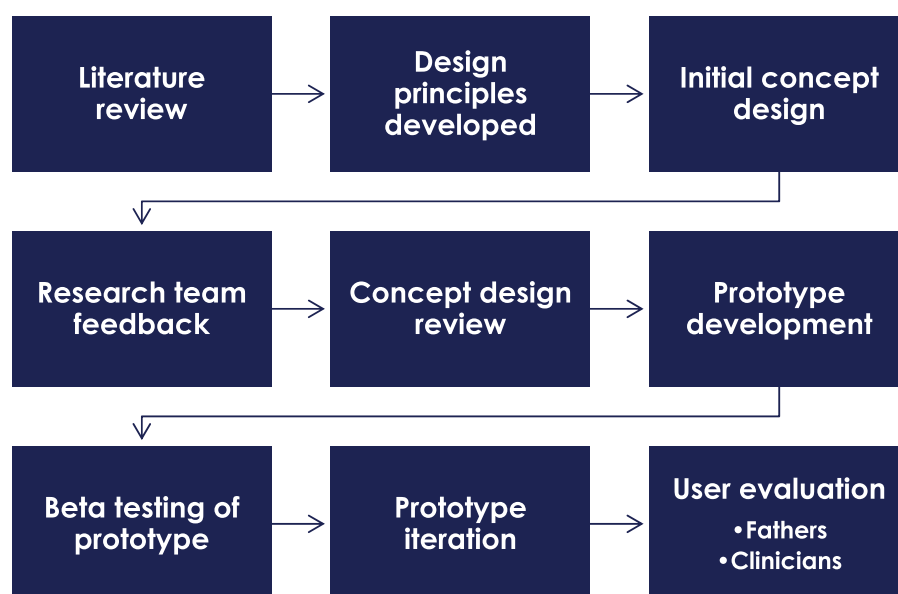 Literature
review
Design
principles
developed
Initial concept
design
Research team
feedback
Concept design
review
Prototype
development
Beta testing of
prototype
Prototype
iteration
User evaluation
•Fathers
•Clinicians